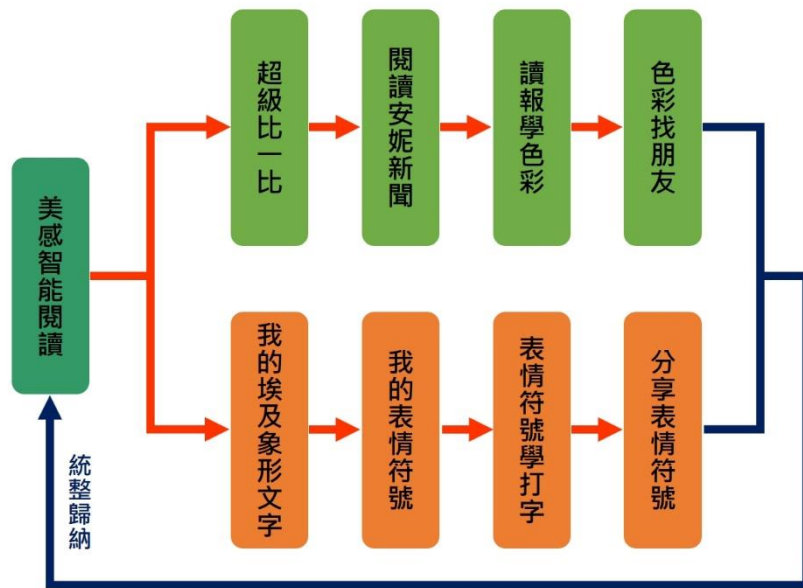 美感智能閱讀
超級比一比
閱讀安妮新聞
讀報學色彩
色彩找朋友
我的埃及象形文字
我的表情符號
表情符號學打字
分享表情符號
統整歸納